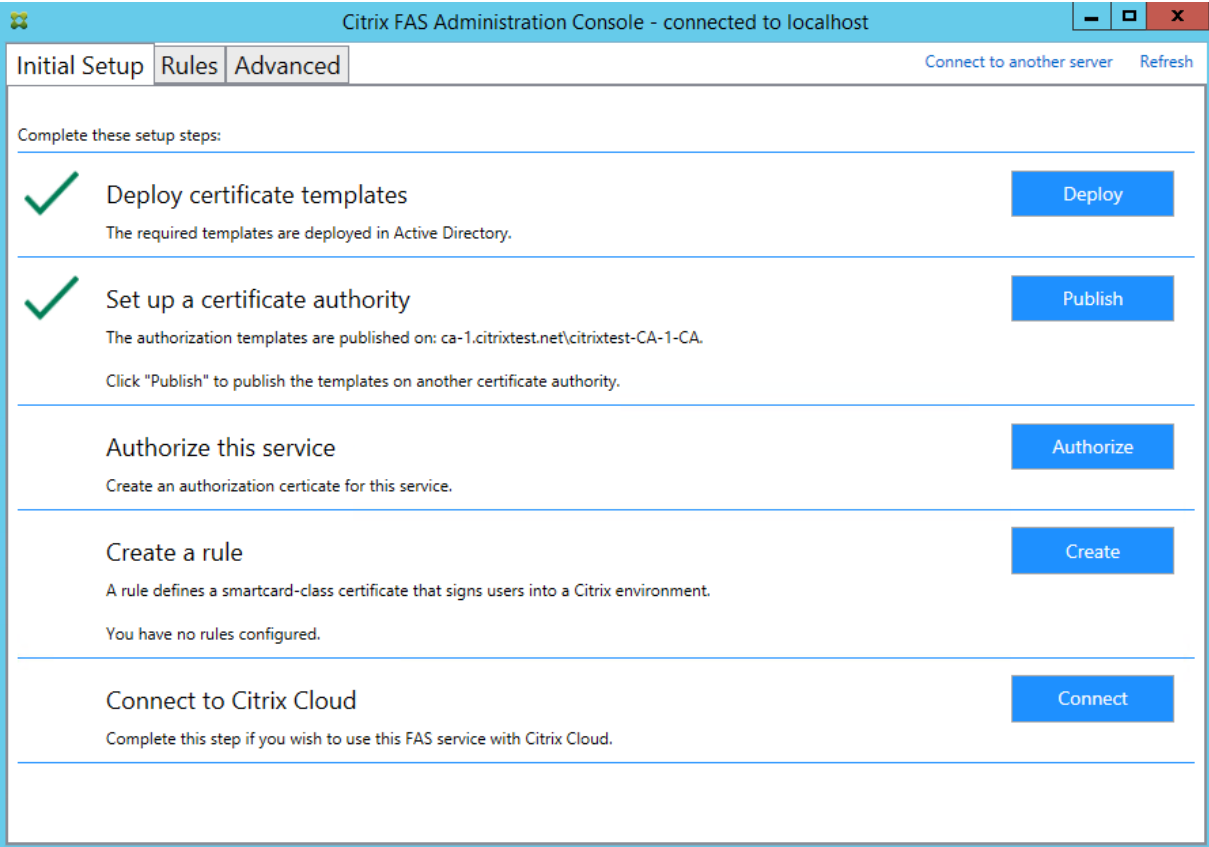 Citrix FAS Administration Console - connected to localhost
Initial Setup Rules Advanced Connect to another server Refresh
Complete these setup steps:
Deploy certificate templates Deploy
The required templates are deployed in Active Directory.
Set up a certificate authority Publish
The authorization templates are published on: ca-1.citrixtest.net\citrixtest-CA-1-CA.
Click "Publish" to publish the templates on another certificate authority.
Authorize this service Authorize
Create an authorization certicate for this service.
Create a rule Create
A rule defines a smartcard-class certificate that signs users into a Citrix environment.
You have no rules configured.
Connect to Citrix Cloud Connect
Complete this step if you wish to use this FAS service with Citrix Cloud.